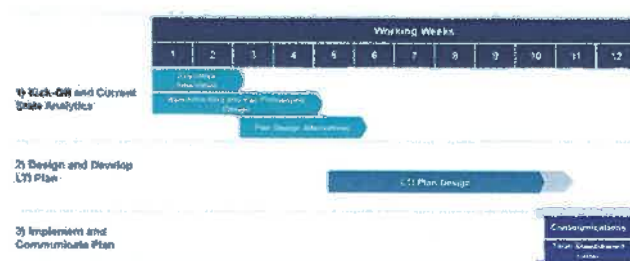 Working Weeks
1 2 3 4 5 6 7 8 9 10 11 12
1) Kick-Off and Current
State Analytics
Plan Design Alternatives
2) Design and Develop
LTI Plan
LTI Plan Design
3) Implement and
Communicate Plan
Communications